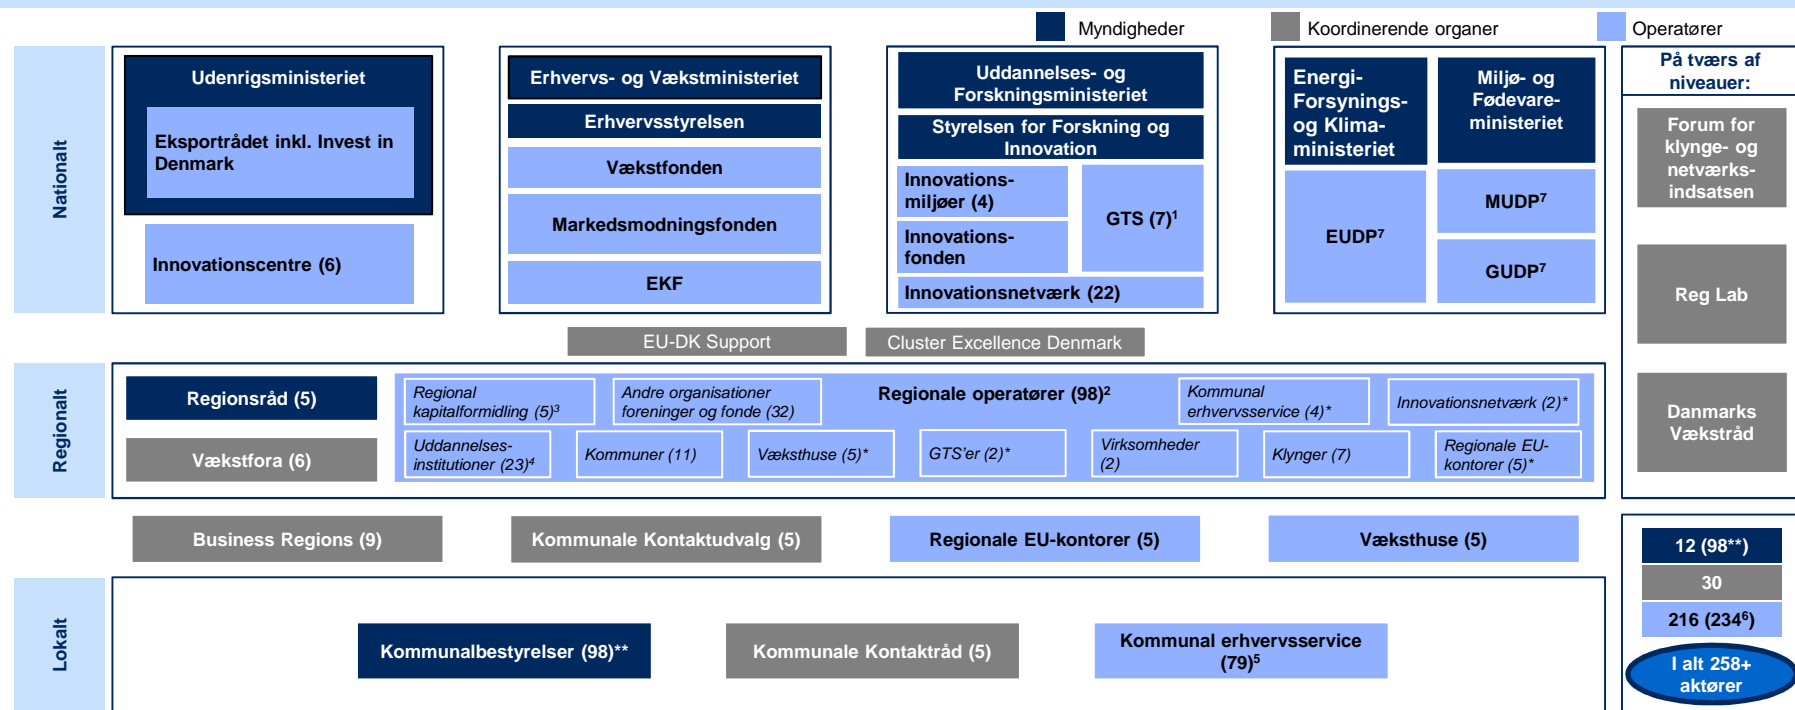 Myndigheder
Koordinerende organer
Operatører
Nationalt
Udenrigsministeriet
Eksportrådet inkl. Invest in
Denmark
Innovationscentre (6)
Erhvervs- og Vækstministeriet
Erhvervsstyrelsen
Vækstfonden
Markedsmodningsfonden
EKF
Uddannelses- og
Forskningsministeriet
Styrelsen for Forskning og
Innovation
Innovations-
miljøer (4)
Innovations-
fonden
GTS (7)¹
Innovationsnetværk (22)
Energi-
Forsynings-
og Klima-
ministeriet
EUDP⁷
Miljø- og
Fødevare-
ministeriet
MUDP⁷
GUDP⁷
På tværs af
niveauer:
Forum for
klynge- og
netværks-
indsatsen
Reg Lab
Danmarks
Vækstråd
EU-DK Support
Cluster Excellence Denmark
Regionalt
Regionsråd (5)
Vækstfora (6)
Regional
kapitalformidling (5)³
Andre organisationer
foreninger og fonde (32)
Regionale operatører (98)²
Kommunal
erhvervsservice (4)*
Innovationsnetværk (2)*
Uddannelses-
institutioner (23)⁴
Kommuner (11)
Væksthuse (5)*
GTS'er (2)*
Virksomheder
(2)
Klynger (7)
Regionale EU-
kontorer (5)*
Business Regions (9)
Kommunale Kontaktudvalg (5)
Regionale EU-kontorer (5)
Væksthuse (5)
Lokalt
Kommunalbestyrelser (98)**
Kommunale Kontaktråd (5)
Kommunal erhvervsservice
(79)⁵
12 (98**)
30
216 (234⁶)
I alt 258+
aktører